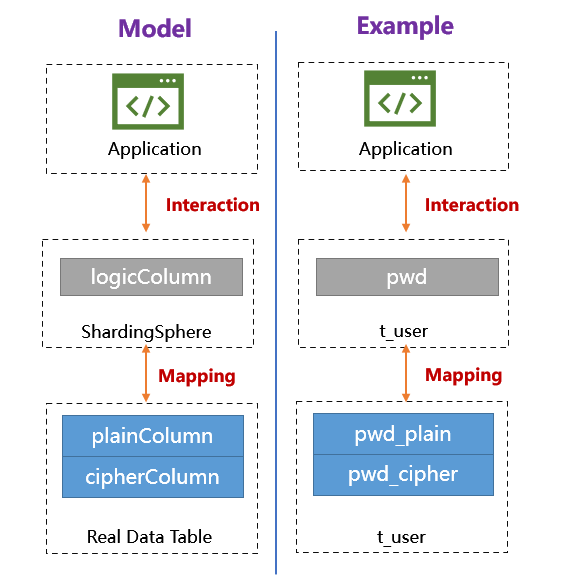 Model
</>
Application
Interaction
logicColumn
ShardingSphere
Mapping
plainColumn
cipherColumn
Real Data Table
Example
</>
Application
Interaction
pwd
t_user
Mapping
pwd_plain
pwd_cipher
t_user